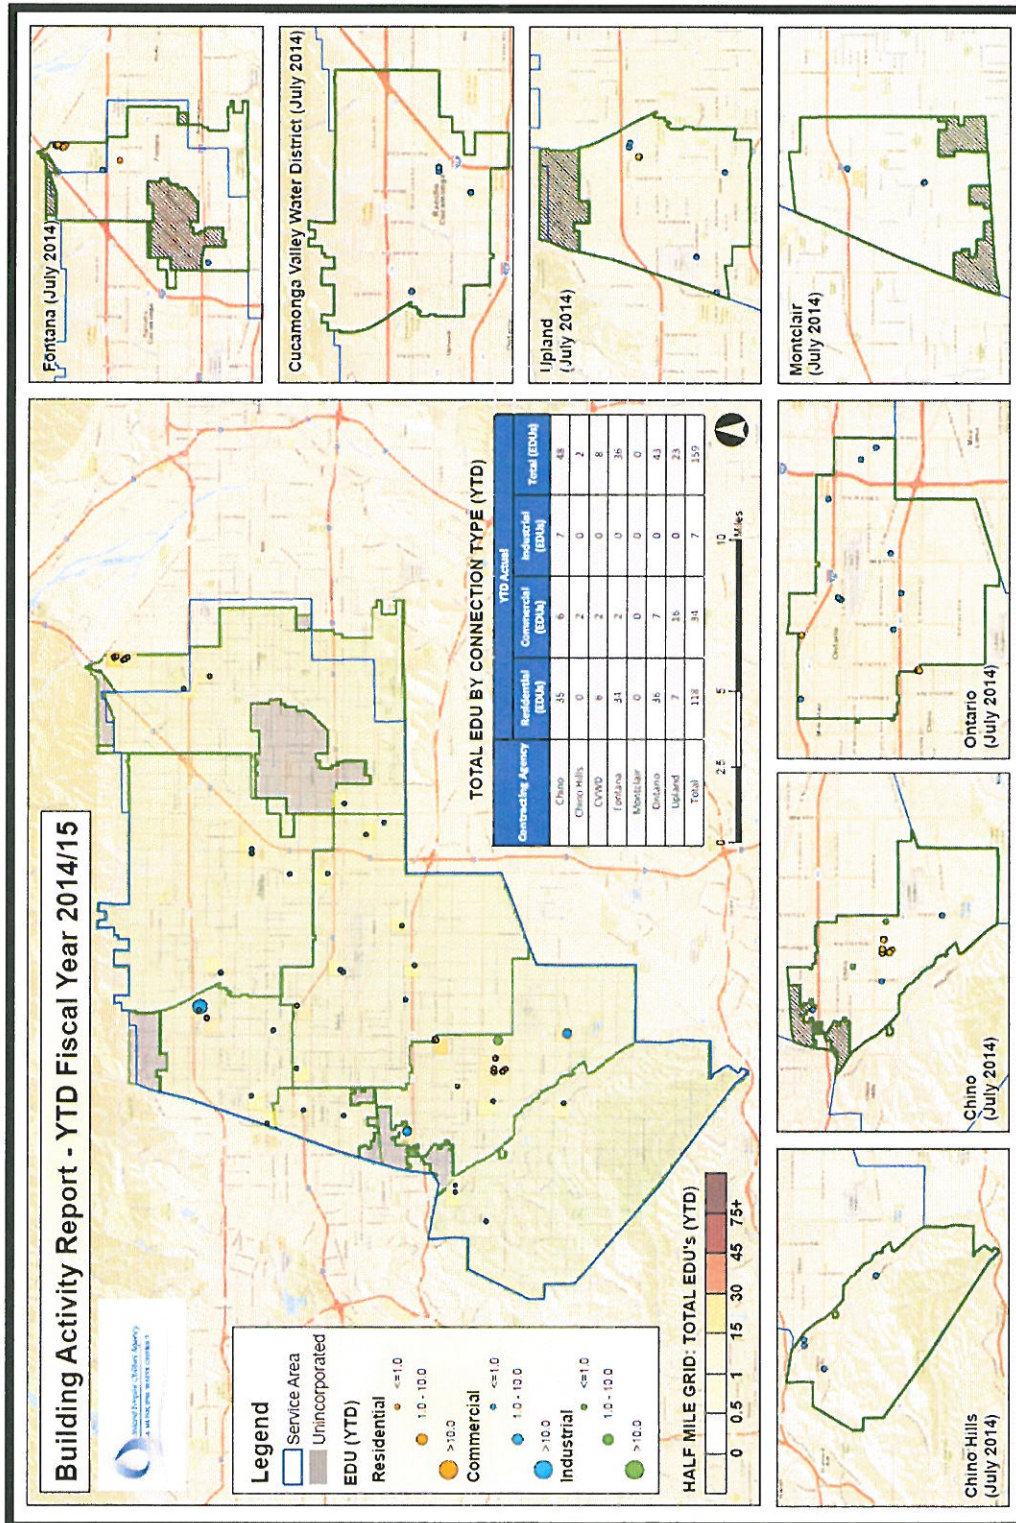 Building Activity Report - YTD Fiscal Year 2014/15
Inland Empire Utilities Agency
A MUNICIPAL WATER DISTRICT
Legend
Service Area
Unincorporated
EDU (YTD)
Residential
<=1.0
1.0 - 10.0
>10.0
Commercial
<=1.0
1.0 - 10.0
>10.0
Industrial
<=1.0
1.0 - 10.0
>10.0
HALF MILE GRID: TOTAL EDU's (YTD)
0 0.5 1 15 30 45 75+
TOTAL EDU BY CONNECTION TYPE (YTD)
Contracting Agency YTD Actual
Residential (EDUs) Commercial (EDUs) Industrial (EDUs) Total (EDUs)
Chino 35 6 7 48
Chino Hills 0 2 0 2
CVWD 6 2 0 8
Fontana 34 2 0 36
Montclair 0 0 0 0
Ontario 36 7 0 43
Upland 7 16 0 23
Total 118 34 7 159
0 2.5 5 10
Miles
Fontana (July 2014)
Cucamonga Valley Water District (July 2014)
Upland
(July 2014)
Montclair
(July 2014)
Ontario
(July 2014)
Chino
(July 2014)
Chino Hills
(July 2014)